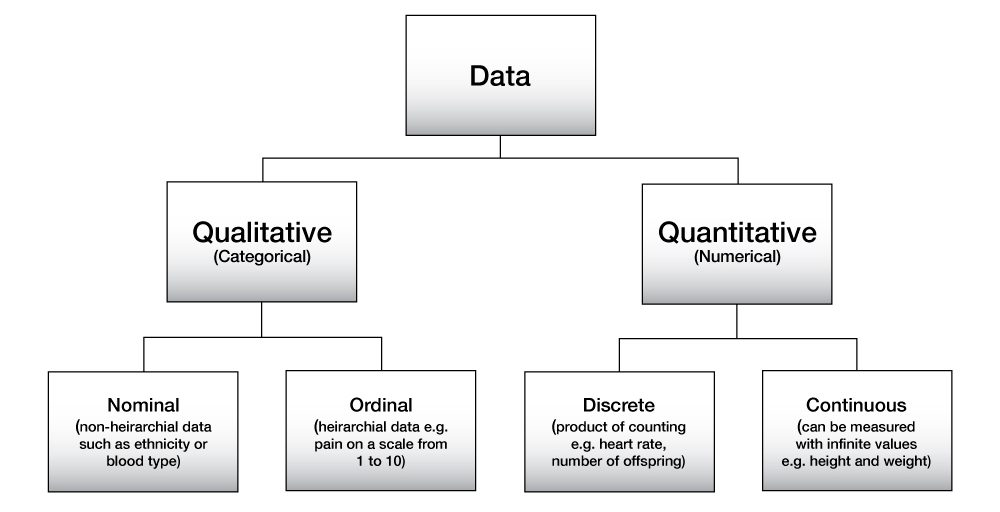 Data
Qualitative
(Categorical)
Quantitative
(Numerical)
Nominal
(non-heirarchial data
such as ethnicity or
blood type)
Ordinal
(heirarchial data e.g.
pain on a scale from
1 to 10)
Discrete
(product of counting
e.g. heart rate,
number of offspring)
Continuous
(can be measured
with infinite values
e.g. height and weight)